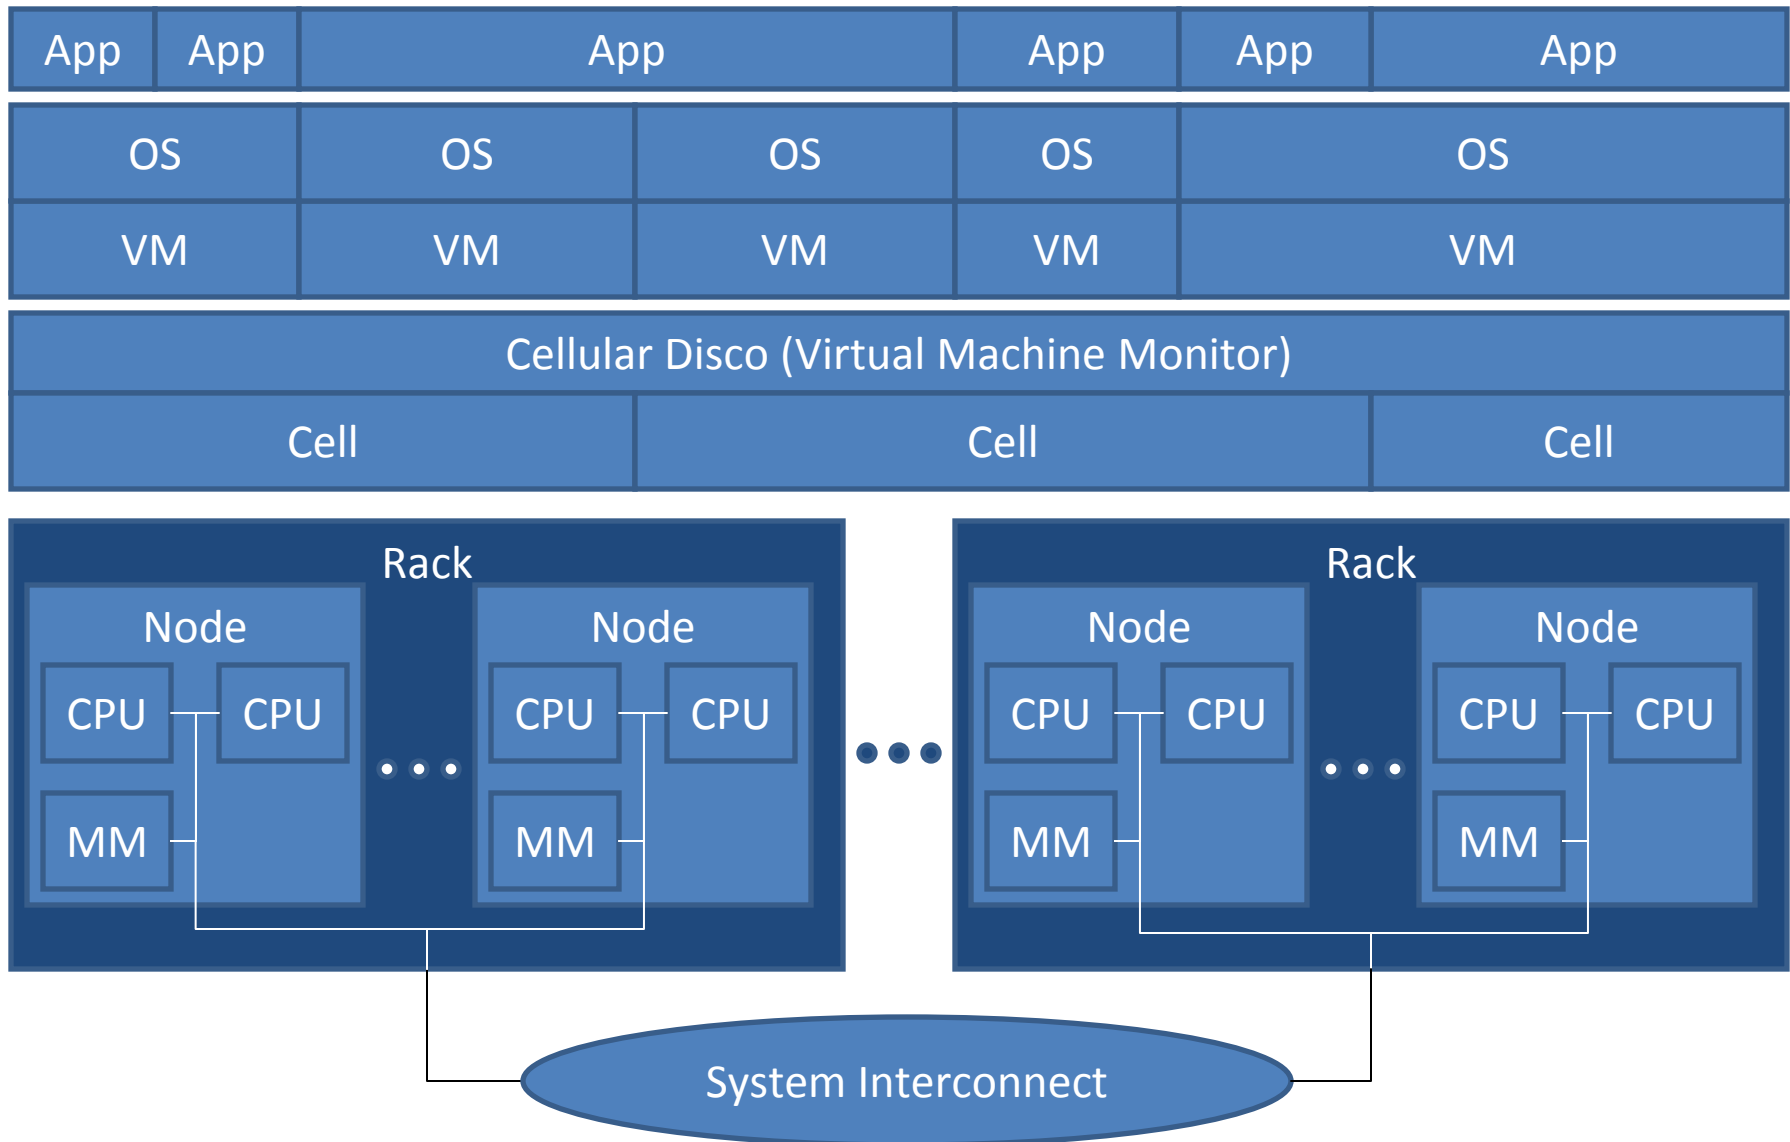 App App App App App App
OS OS OS OS OS
VM VM VM VM VM
Cellular Disco (Virtual Machine Monitor)
Cell Cell Cell
Rack Rack
Node Node Node Node
CPU CPU CPU CPU CPU CPU CPU CPU
MM MM MM MM
System Interconnect